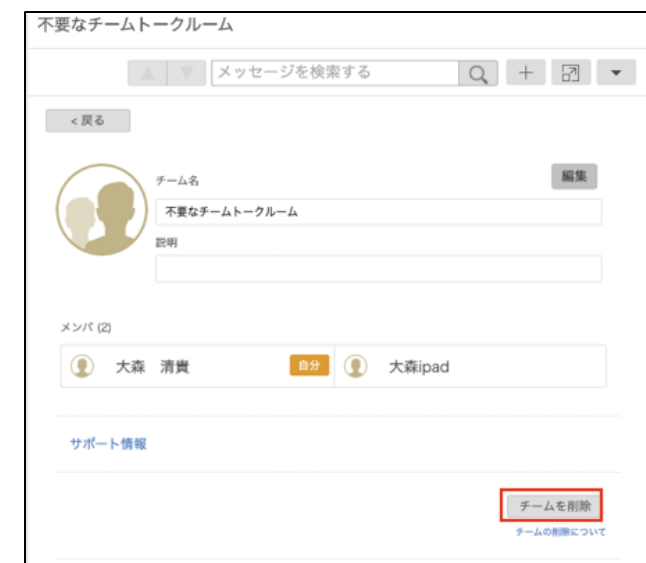 不要なチームトークルーム
メッセージを検索する
<戻る
チーム名
編集
不要なチームトークルーム
説明
メンバ (2)
大森 清貴 自分 大森ipad
サポート情報
チームを削除
チームの削除について